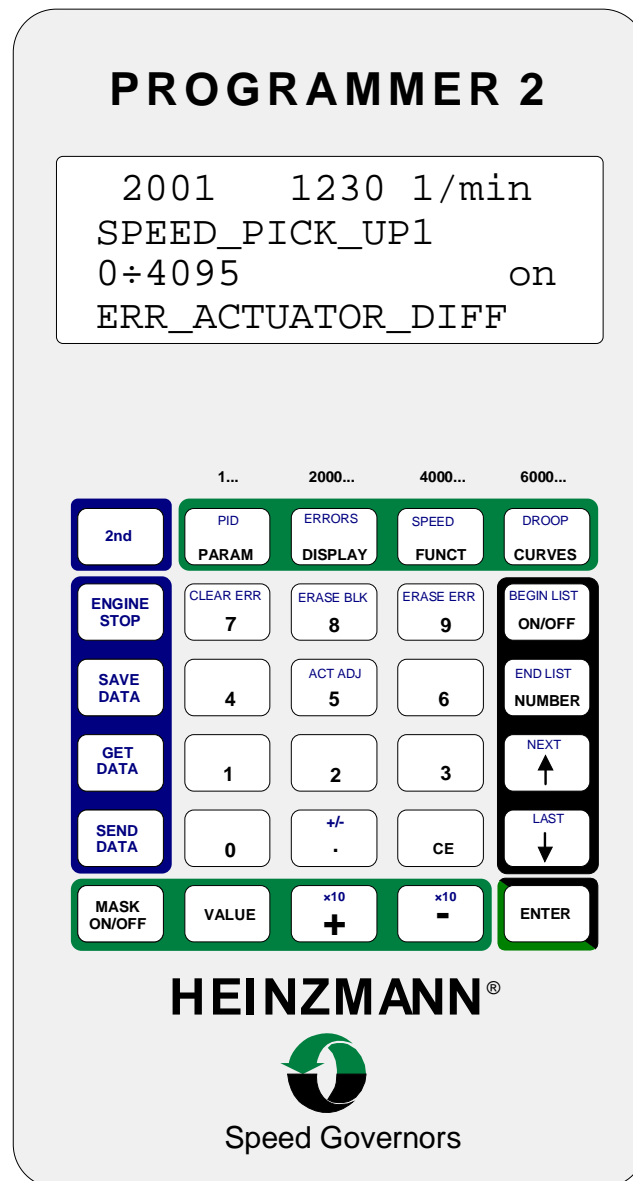 PROGRAMMER 2
2001 1230 1/min
SPEED_PICK_UP1
0÷4095 on
ERR_ACTUATOR_DIFF
1... 2000... 4000... 6000...
2nd
PID
PARAM
ERRORS
DISPLAY
SPEED
FUNCT
DROOP
CURVES
ENGINE
STOP
CLEAR ERR
7
ERASE BLK
8
ERASE ERR
9
BEGIN LIST
ON/OFF
SAVE
DATA
4
ACT ADJ
5
6
END LIST
NUMBER
GET
DATA
1
2
3
NEXT
↑
SEND
DATA
0
+/-
.
CE
LAST
↓
MASK
ON/OFF
VALUE
×10
+
×10
-
ENTER
HEINZMANN®
Speed Governors